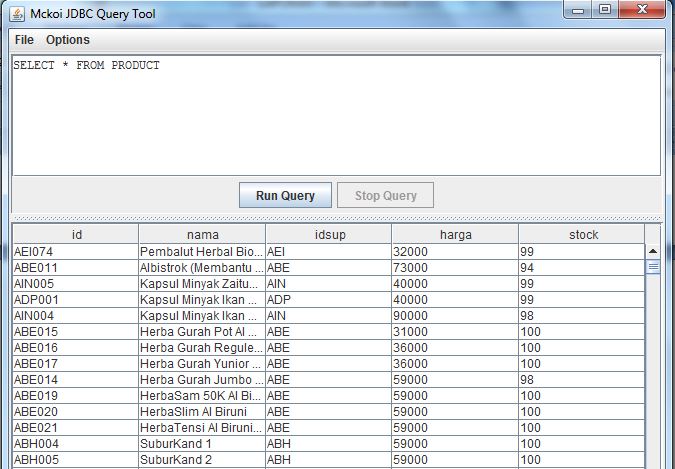 Mckoi JDBC Query Tool
File Options
SELECT * FROM PRODUCT
Run Query Stop Query
id nama idsup harga stock
AEI074 Pembalut Herbal Bio... AEI 32000 99
ABE011 Albistrok (Membantu ... ABE 73000 94
AIN005 Kapsul Minyak Zaitu... AIN 40000 99
ADP001 Kapsul Minyak Ikan ... ADP 40000 99
AIN004 Kapsul Minyak Ikan ... AIN 90000 98
ABE015 Herba Gurah Pot Al ... ABE 31000 100
ABE016 Herba Gurah Regule... ABE 36000 100
ABE017 Herba Gurah Yunior ... ABE 36000 100
ABE014 Herba Gurah Jumbo ... ABE 59000 98
ABE019 HerbaSam 50K Al Bi... ABE 59000 100
ABE020 HerbaSlim Al Biruni ABE 59000 100
ABE021 HerbaTensi Al Biruni... ABE 59000 100
ABH004 SuburKand 1 ABH 59000 100
ABH005 SuburKand 2 ABH 59000 100